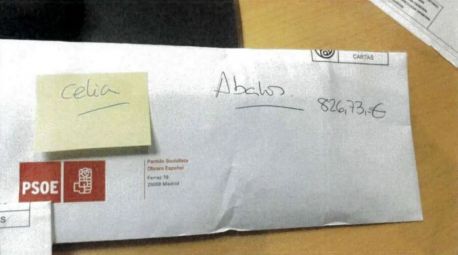 CARTAS
Celia
Abalos
826,73,-€
PSOE
Partido Socialista
Obrero Español
Ferraz 70
28008 Madrid
S